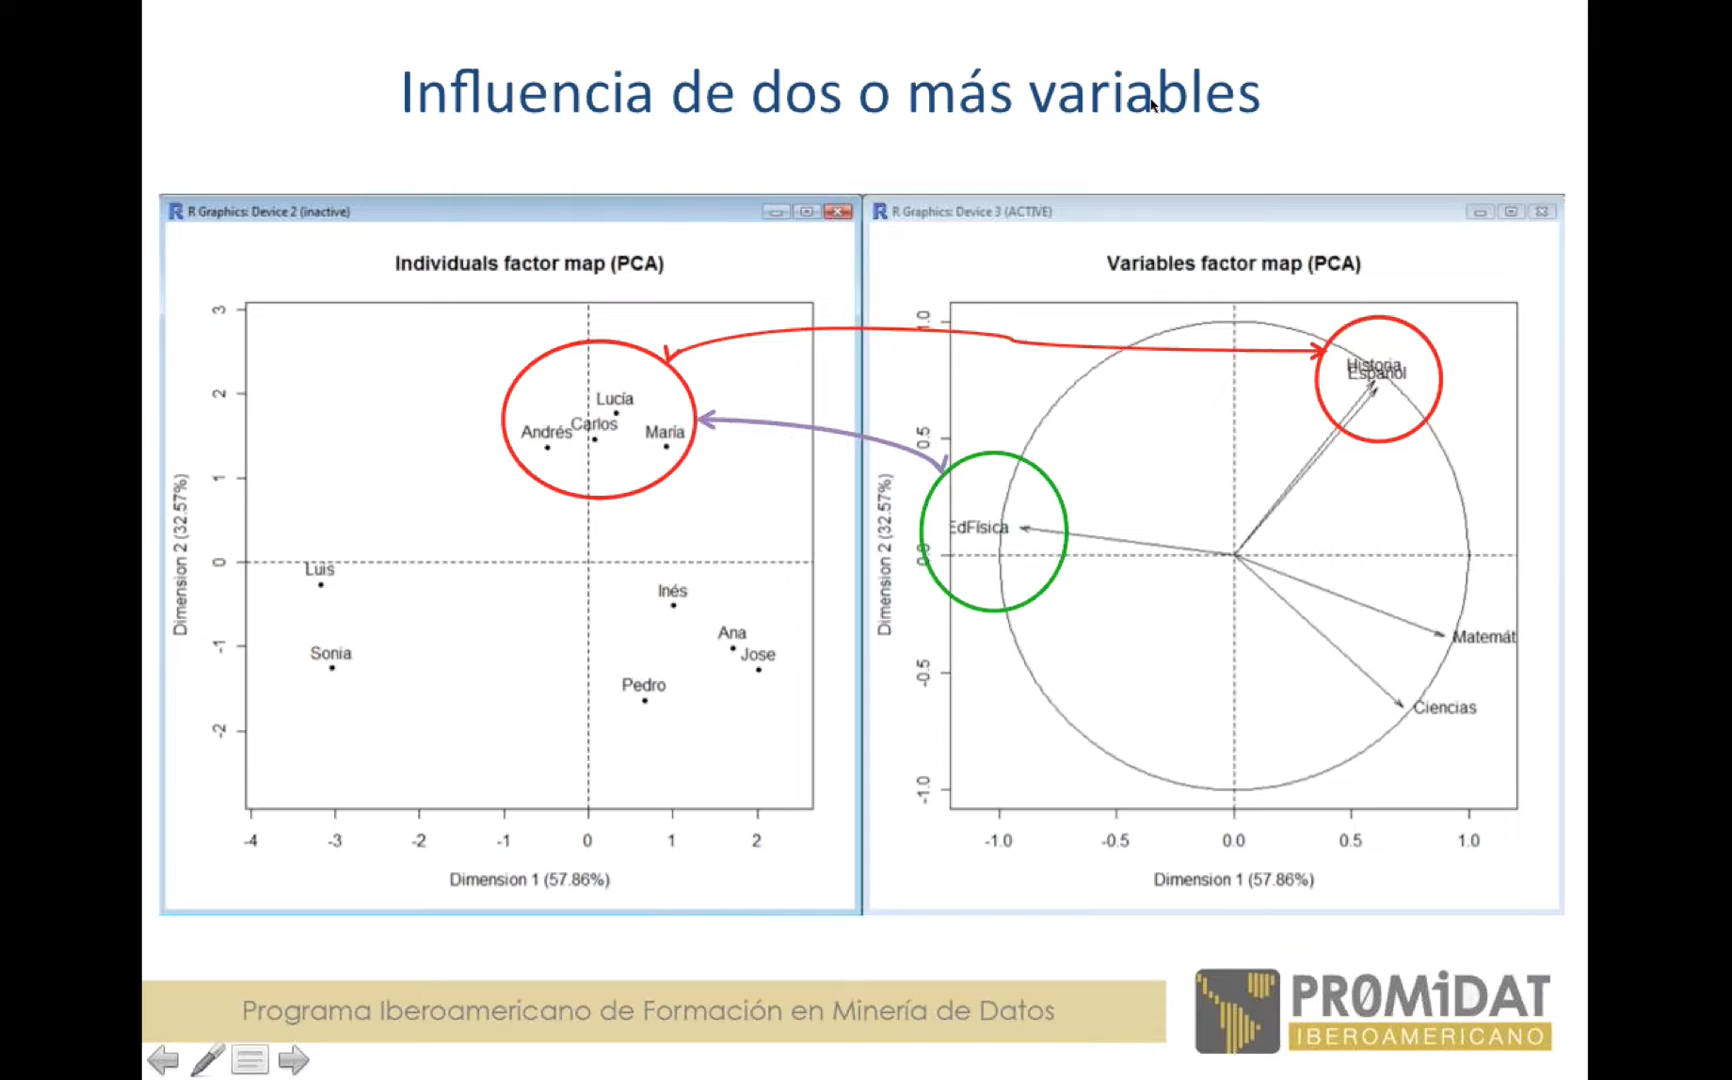 Influencia de dos o más variables
R Graphics: Device 2 (inactive)
R Graphics: Device 3 (ACTIVE)
Individuals factor map (PCA)
3
2
1
0
-1
-2
Dimension 2 (32.57%)
Lucía
Carlos
Andrés
María
Luis
Sonia
Inés
Ana
Jose
Pedro
-4 -3 -2 -1 0 1 2
Dimension 1 (57.86%)
Variables factor map (PCA)
1.0
0.5
0.0
-0.5
-1.0
Dimension 2 (32.57%)
Historia
Español
EdFísica
Matemát
Ciencias
-1.0 -0.5 0.0 0.5 1.0
Dimension 1 (57.86%)
Programa Iberoamericano de Formación en Minería de Datos
PR0MiDAT
IBEROAMERICANO